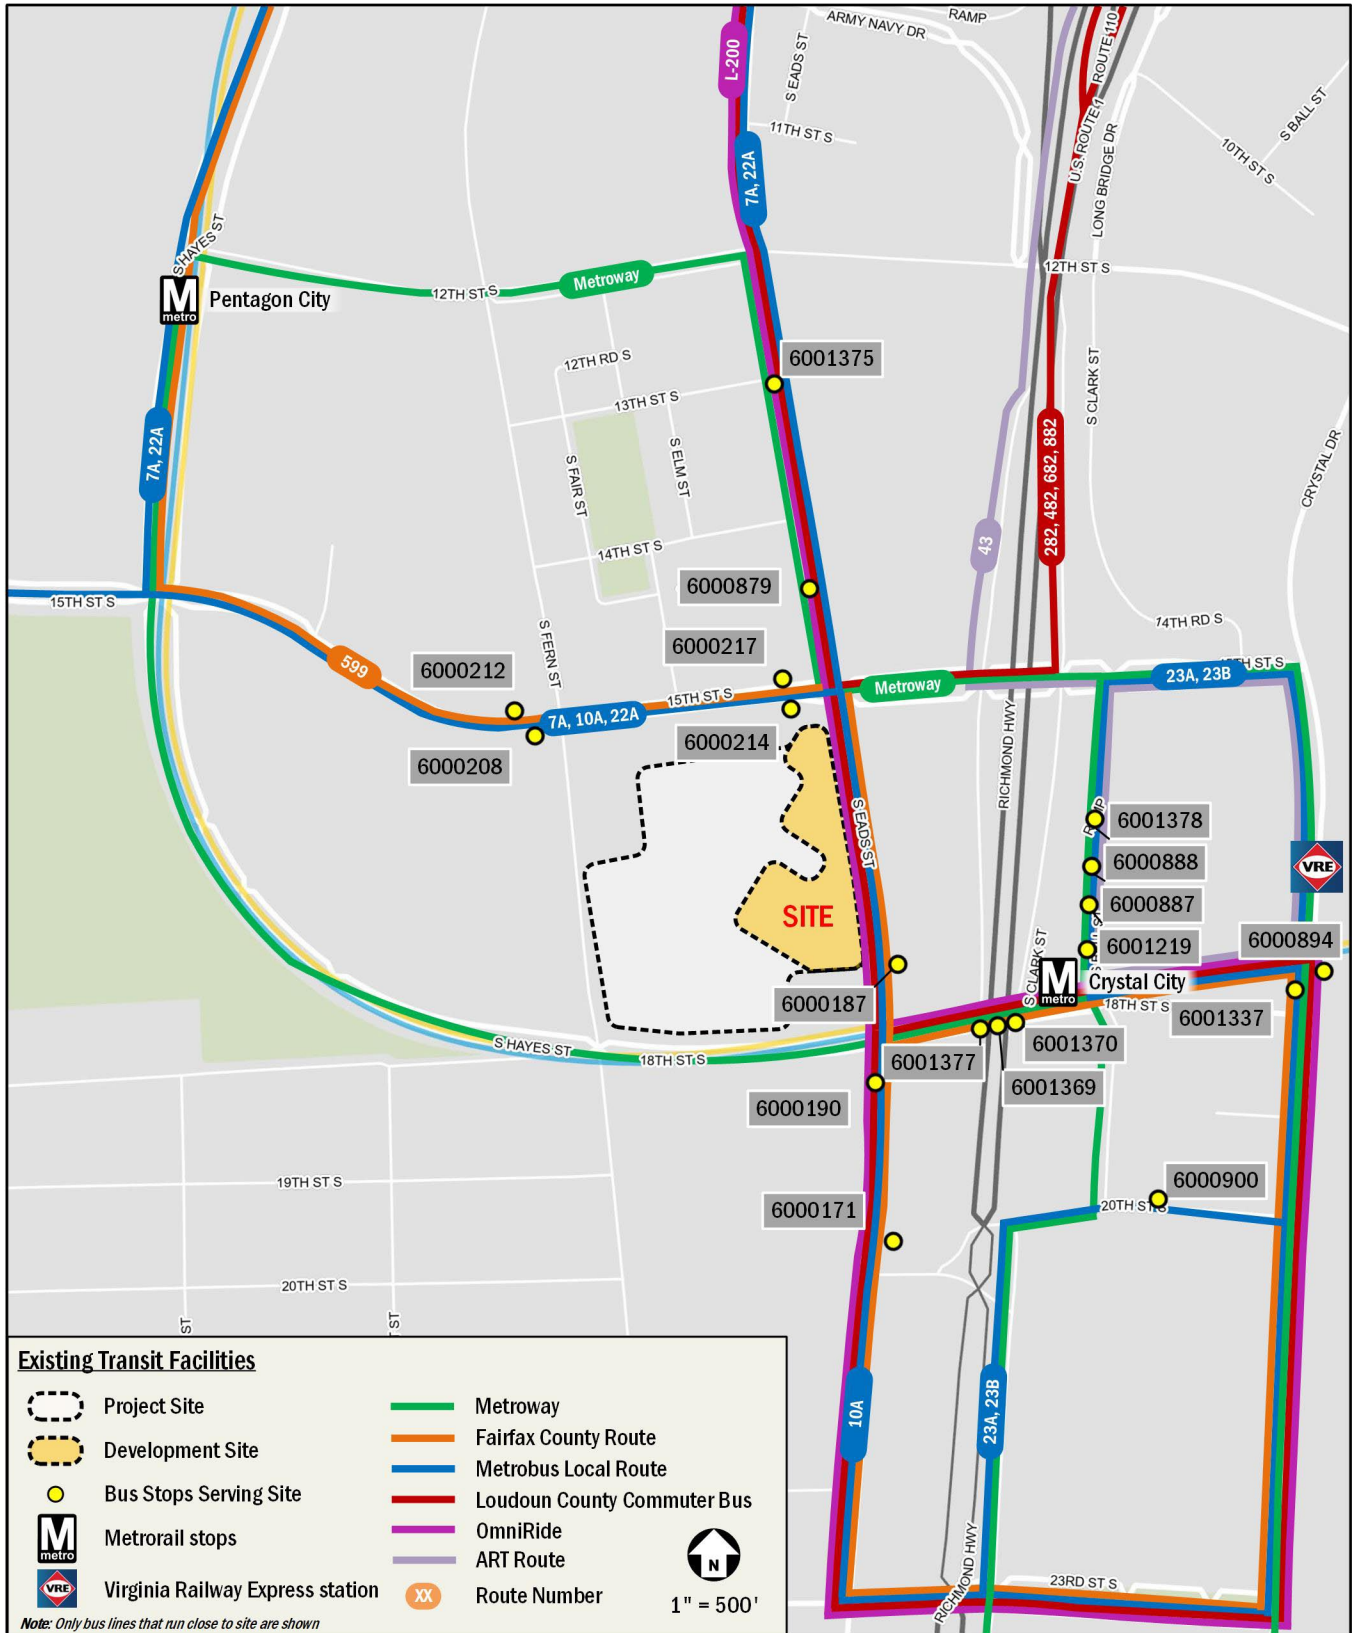 RAMP
ARMY NAVY DR
L-200
S EADS ST
ROUTE 110
U.S. ROUTE 1
S BALL ST
11TH ST S
10TH ST S
LONG BRIDGE DR
7A, 22A
S HAYES ST
12TH ST S
M
metro
Pentagon City
Metroway
12TH ST S
6001375
12TH RD S
13TH ST S
S CLARK ST
7A, 22A
S FAIR ST
S ELM ST
282, 482, 682, 882
CRYSTAL DR
43
14TH ST S
6000879
15TH ST S
14TH RD S
6000217
S FERN ST
599
6000212
15TH ST S
Metroway
23A, 23B
7A, 10A, 22A
6000214
6000208
RICHMOND HWY
S EADS ST
6001378
6000888
VRE
6000887
SITE
6001219
6000894
S CLARK ST
M
metro
Crystal City
6000187
18TH ST S
6001337
S HAYES ST
18TH ST S
6001377
6001370
6001369
6000190
19TH ST S
6000900
6000171
20TH ST S
20TH ST S
ST
ST
10A
23A, 23B
23RD ST S
RICHMOND HWY
Existing Transit Facilities
Project Site
Development Site
Bus Stops Serving Site
M
metro
Metrorail stops
VRE
Virginia Railway Express station
Note: Only bus lines that run close to site are shown
Metroway
Fairfax County Route
Metrobus Local Route
Loudoun County Commuter Bus
OmniRide
ART Route
XX
Route Number
N
1" = 500'